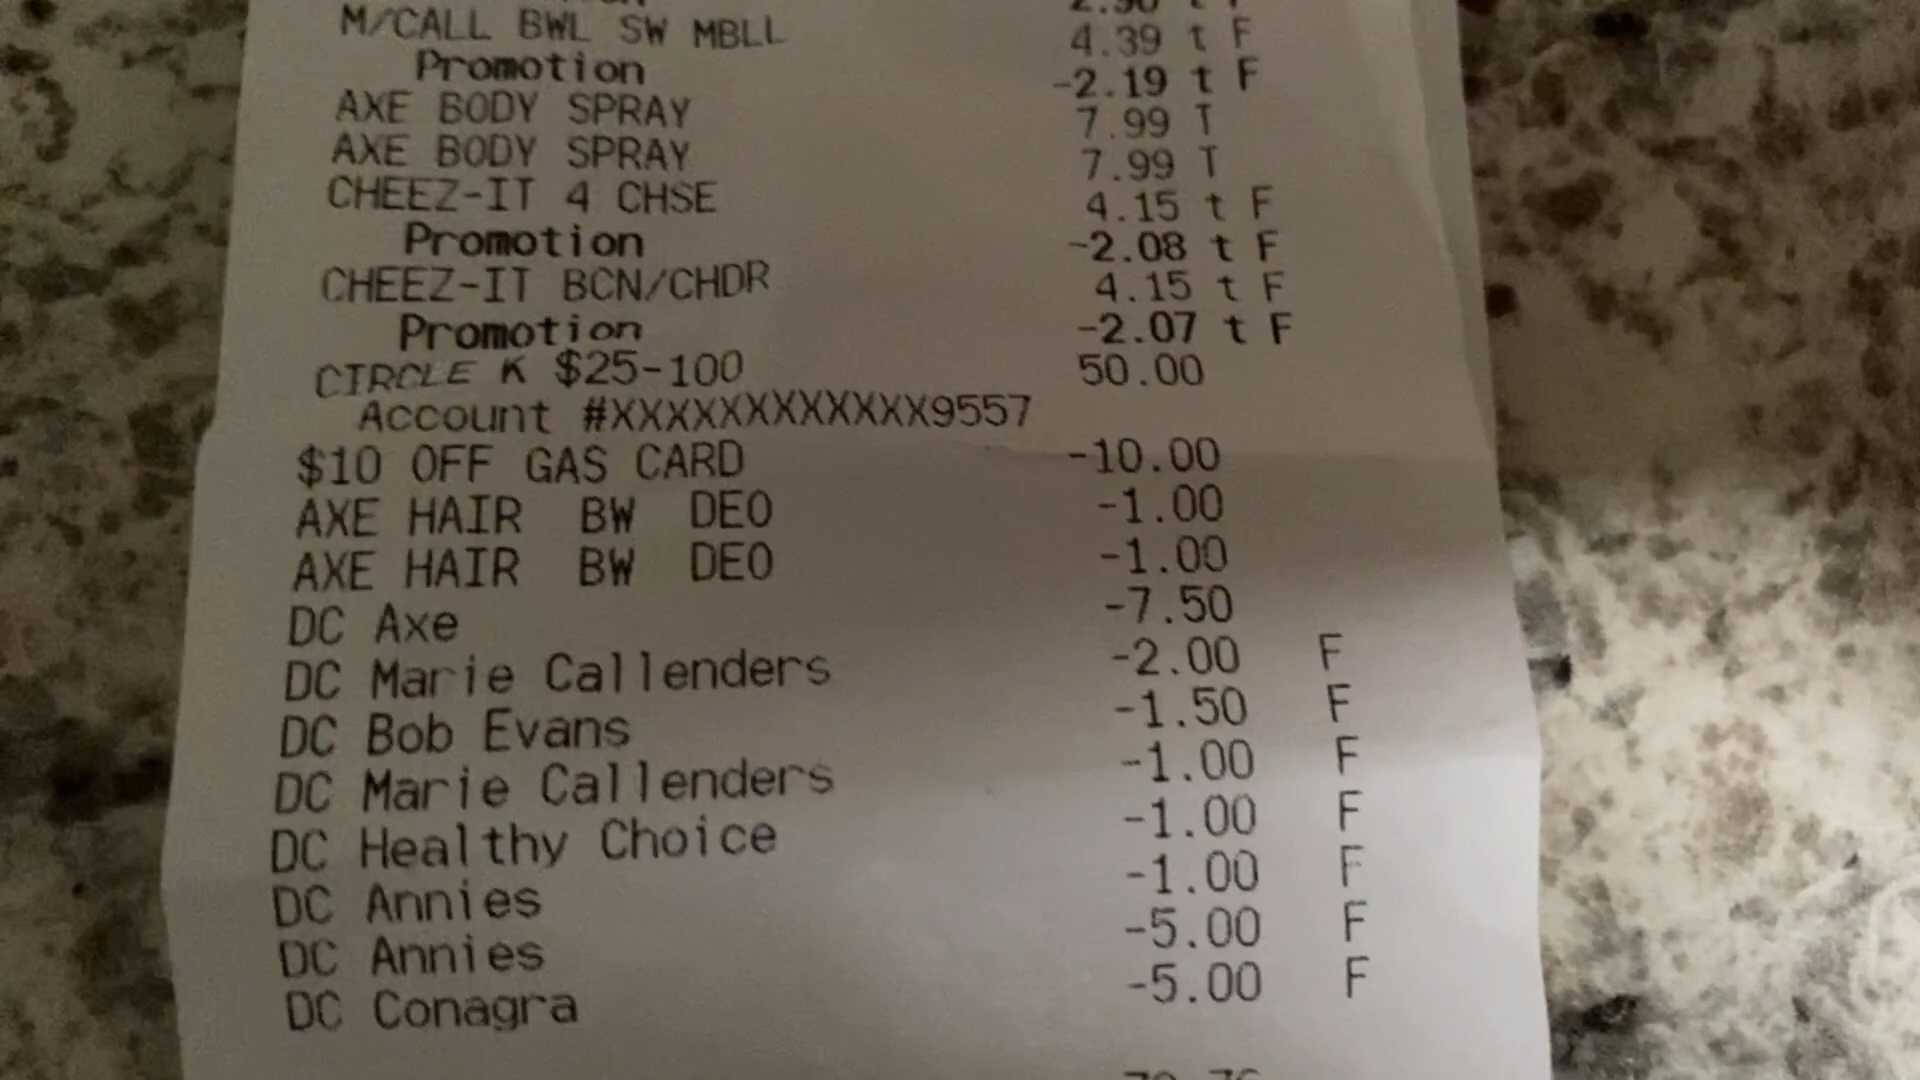 M/CALL BWL SW MBLL 4.39 t F
Promotion -2.19 t F
AXE BODY SPRAY 7.99 T
AXE BODY SPRAY 7.99 T
CHEEZ-IT 4 CHSE 4.15 t F
Promotion -2.08 t F
CHEEZ-IT BCN/CHDR 4.15 t F
Promotion -2.07 t F
CIRCLE K $25-100 50.00
Account #XXXXXXXXXXXX9557
$10 OFF GAS CARD -10.00
AXE HAIR BW DEO -1.00
AXE HAIR BW DEO -1.00
DC Axe -7.50
DC Marie Callenders -2.00 F
DC Bob Evans -1.50 F
DC Marie Callenders -1.00 F
DC Healthy Choice -1.00 F
DC Annies -1.00 F
DC Annies -5.00 F
DC Conagra -5.00 F